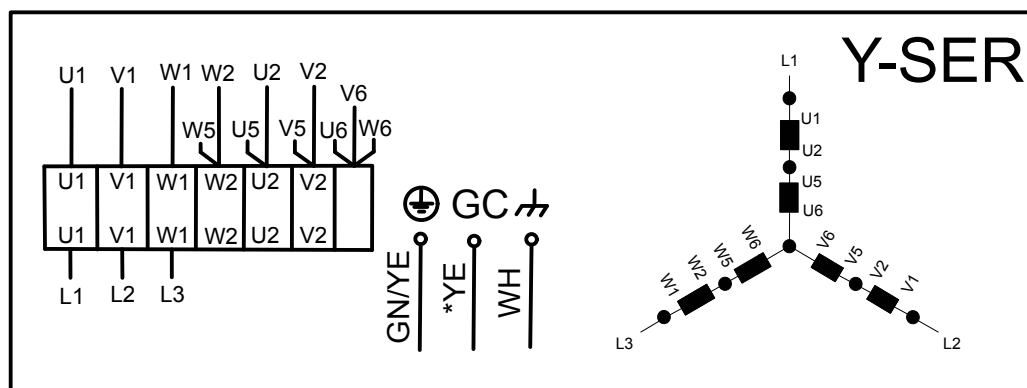 Y-SER
U1 V1 W1 W2 U2 V2 V6
W5 U5 V5 U6 W6
U1 V1 W1 W2 U2 V2
U1 V1 W1 W2 U2 V2
L1 L2 L3
GC
GN/YE
*YE
WH
L1
U1
U2
U5
U6
W6
W5
W2
W1
L3
V6
V5
V2
V1
L2